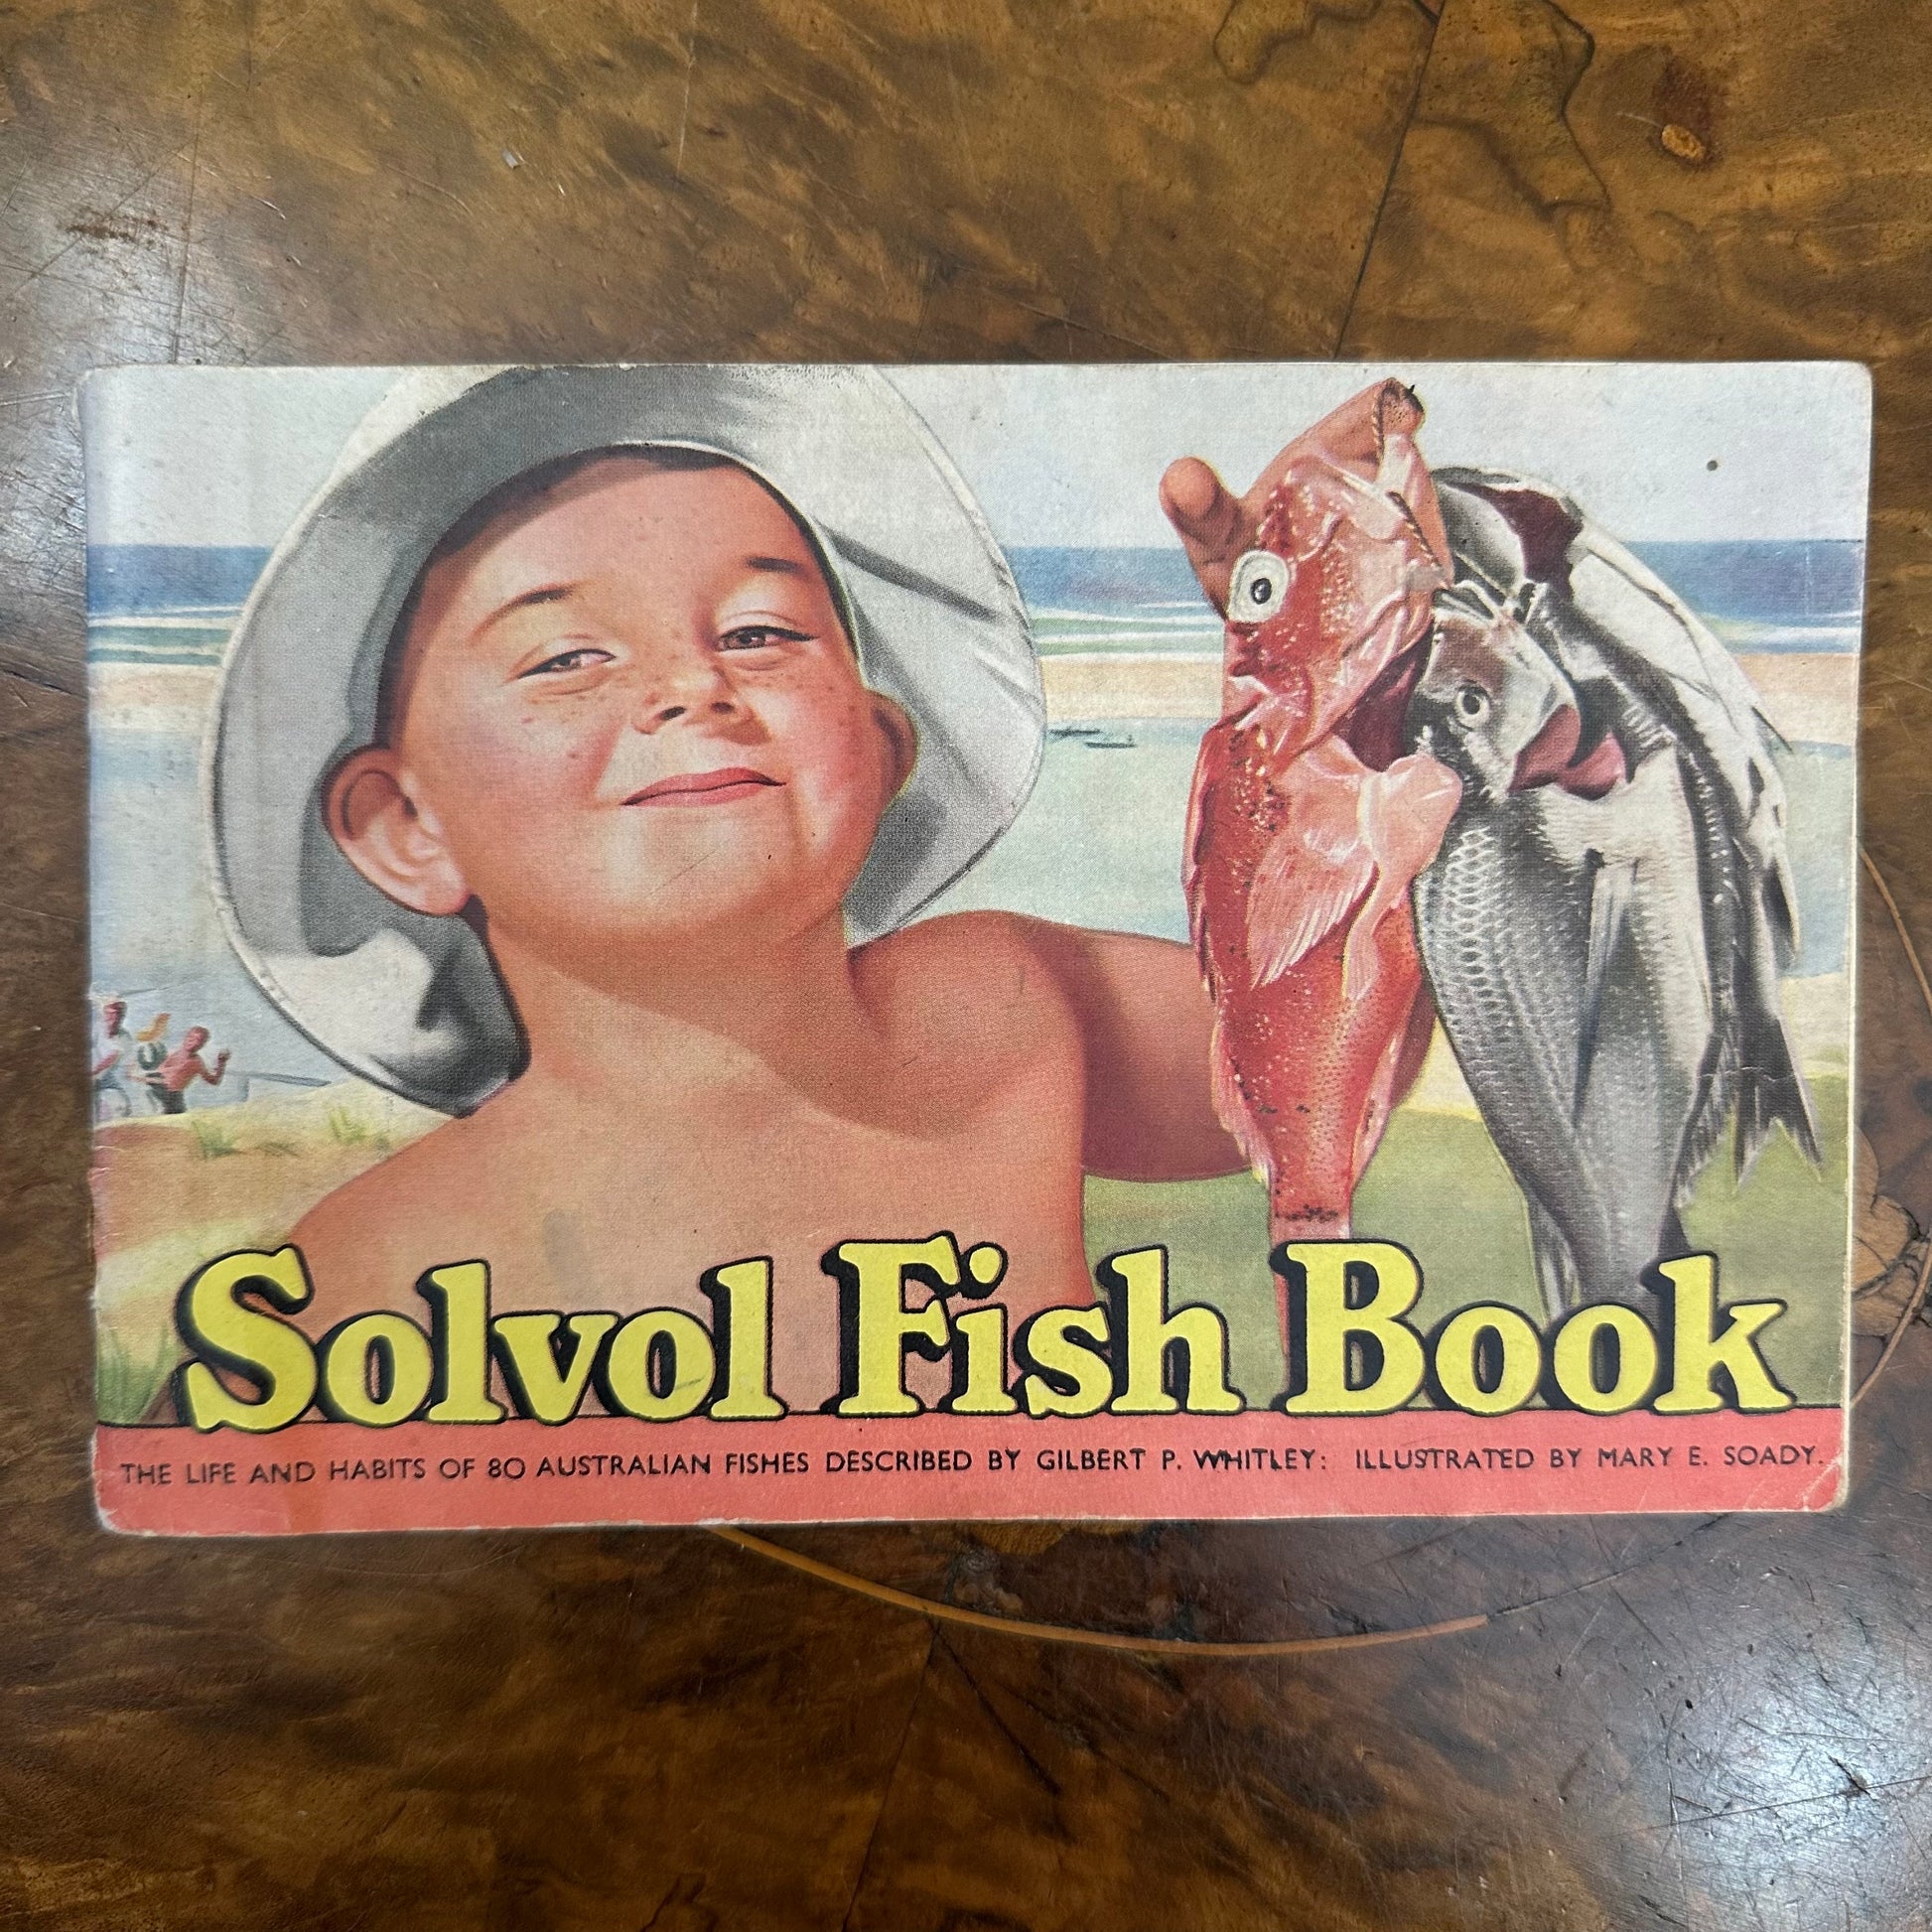 Solvol Fish Book
THE LIFE AND HABITS OF 80 AUSTRALIAN FISHES DESCRIBED BY GILBERT P. WHITLEY: ILLUSTRATED BY MARY E. SOADY.